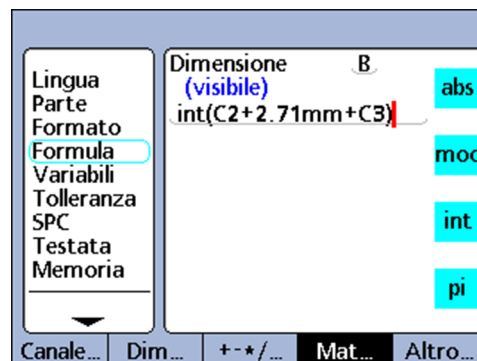 Lingua
Parte
Formato
Formula
Variabili
Tolleranza
SPC
Testata
Memoria
Dimensione B
(visibile)
int(C2+2.71mm+C3)
abs
mod
int
pi
Canale... Dim... +-*/... Mat... Altro...